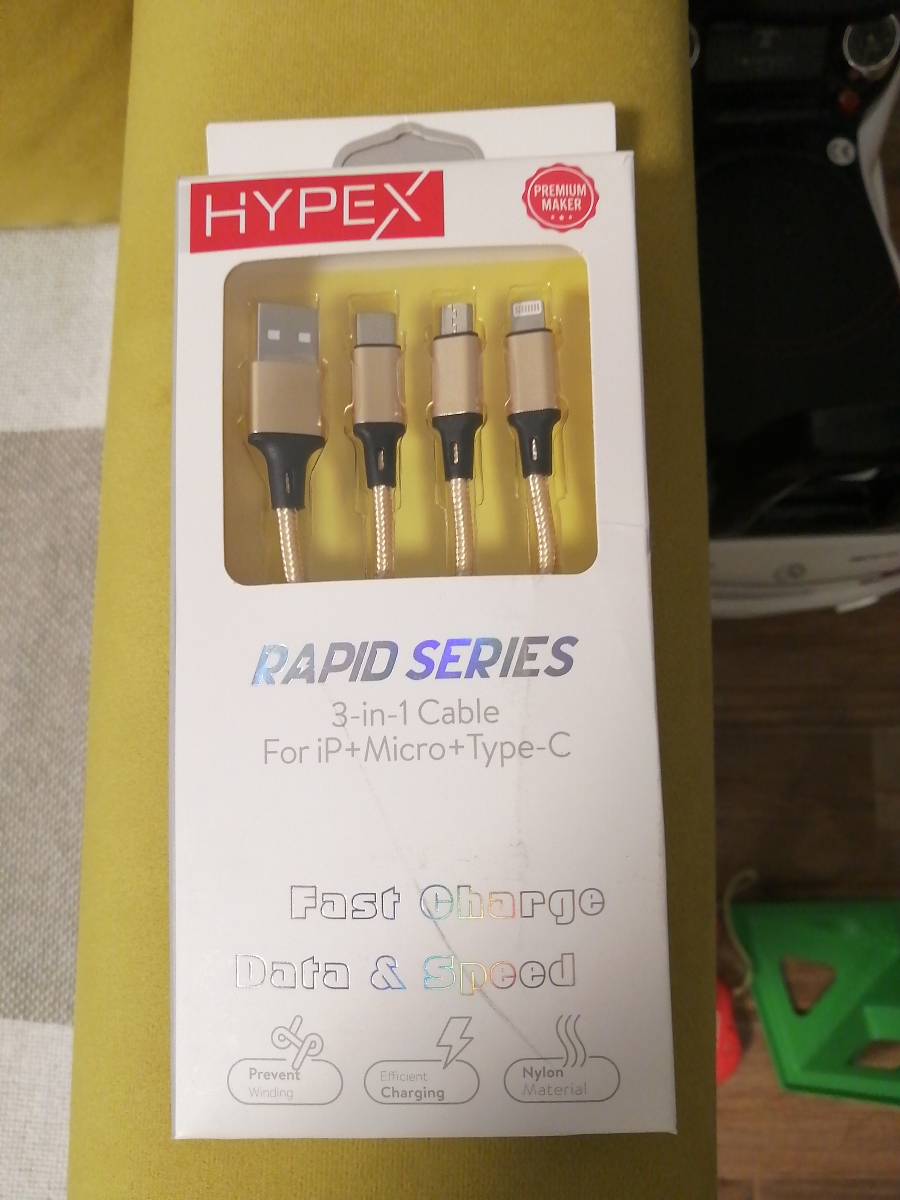 HYPEX
PREMIUM
MAKER
RAPID SERIES
3-in-1 Cable
For iP+Micro+Type-C
Fast Charge
Data & Speed
Prevent
Winding
Efficient
Charging
Nylon
Material